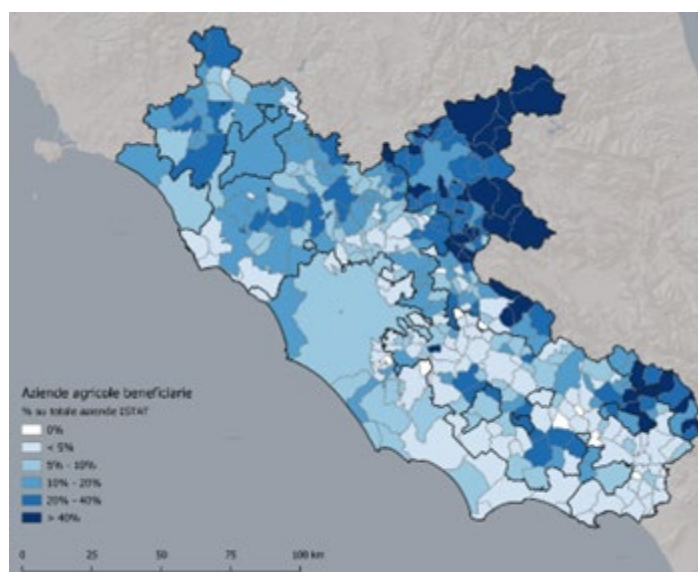 Aziende agricole beneficiarie
% su totale aziende ISTAT
0%
< 5%
5% - 10%
10% - 20%
20% - 40%
> 40%
0 25 50 75 100 km